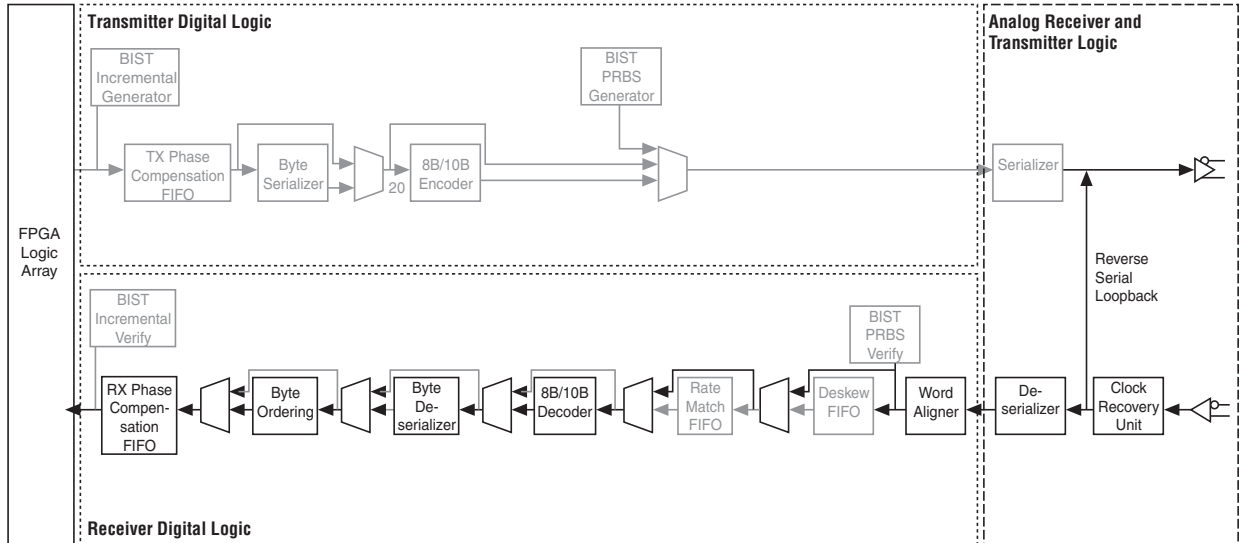 Transmitter Digital Logic
Analog Receiver and
Transmitter Logic
BIST
Incremental
Generator
BIST
PRBS
Generator
TX Phase
Compensation
FIFO
Byte
Serializer
20
8B/10B
Encoder
Serializer
FPGA
Logic
Array
Reverse
Serial
Loopback
BIST
Incremental
Verify
BIST
PRBS
Verify
RX Phase
Compen-
sation
FIFO
Byte
Ordering
Byte
De-
serializer
8B/10B
Decoder
Rate
Match
FIFO
Deskew
FIFO
Word
Aligner
De-
serializer
Clock
Recovery
Unit
Receiver Digital Logic